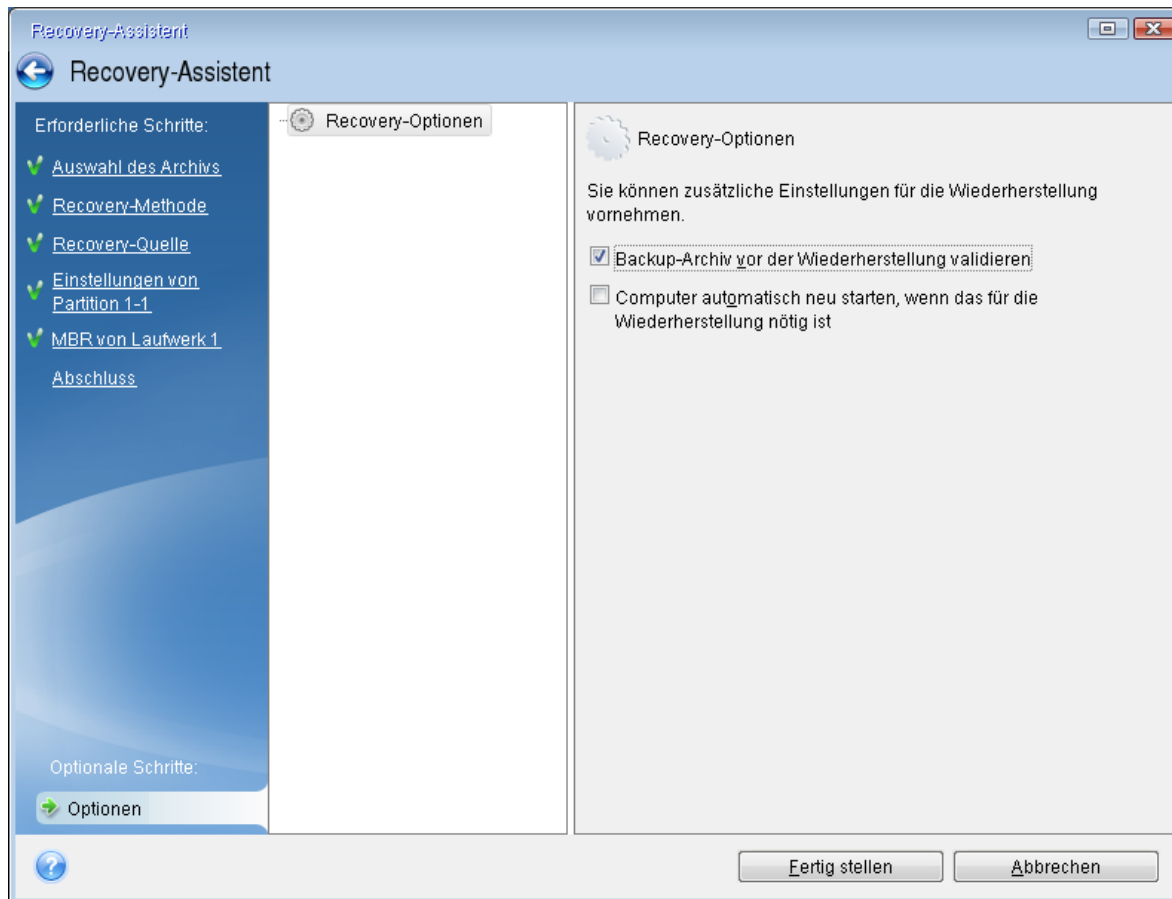 Recovery-Assistent
Recovery-Assistent
Erforderliche Schritte:
Auswahl des Archivs
Recovery-Methode
Recovery-Quelle
Einstellungen von
Partition 1-1
MBR von Laufwerk 1
Abschluss
Optionale Schritte:
Optionen
Recovery-Optionen
Recovery-Optionen
Sie können zusätzliche Einstellungen für die Wiederherstellung
vornehmen.
Backup-Archiv vor der Wiederherstellung validieren
Computer automatisch neu starten, wenn das für die
Wiederherstellung nötig ist
?
Fertig stellen
Abbrechen